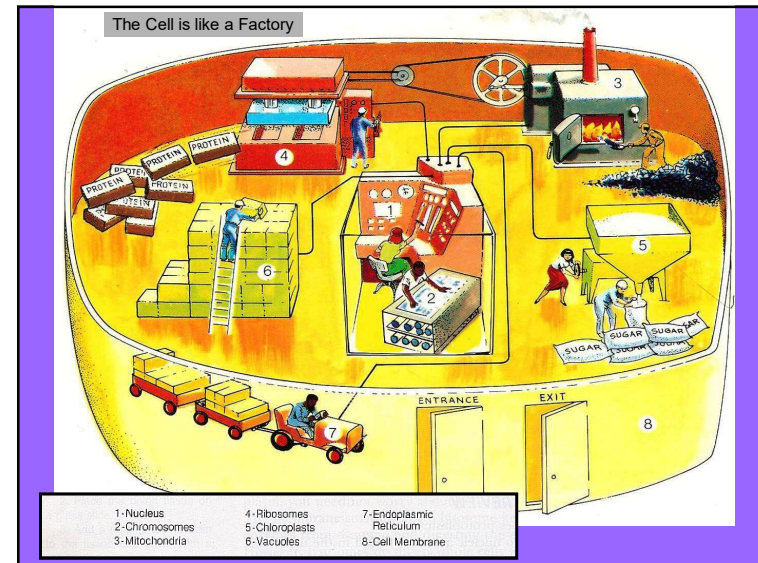 The Cell is like a Factory
3
4
PROTEIN
PROTEIN
PROTEIN
PROTEIN
PROTEIN
PROTEIN
1
5
6
2
SUGAR
SUGAR
SUGAR
ENTRANCE
EXIT
7
8
1-Nucleus
2-Chromosomes
3-Mitochondria
4-Ribosomes
5-Chloroplasts
6-Vacuoles
7-Endoplasmic
Reticulum
8-Cell Membrane